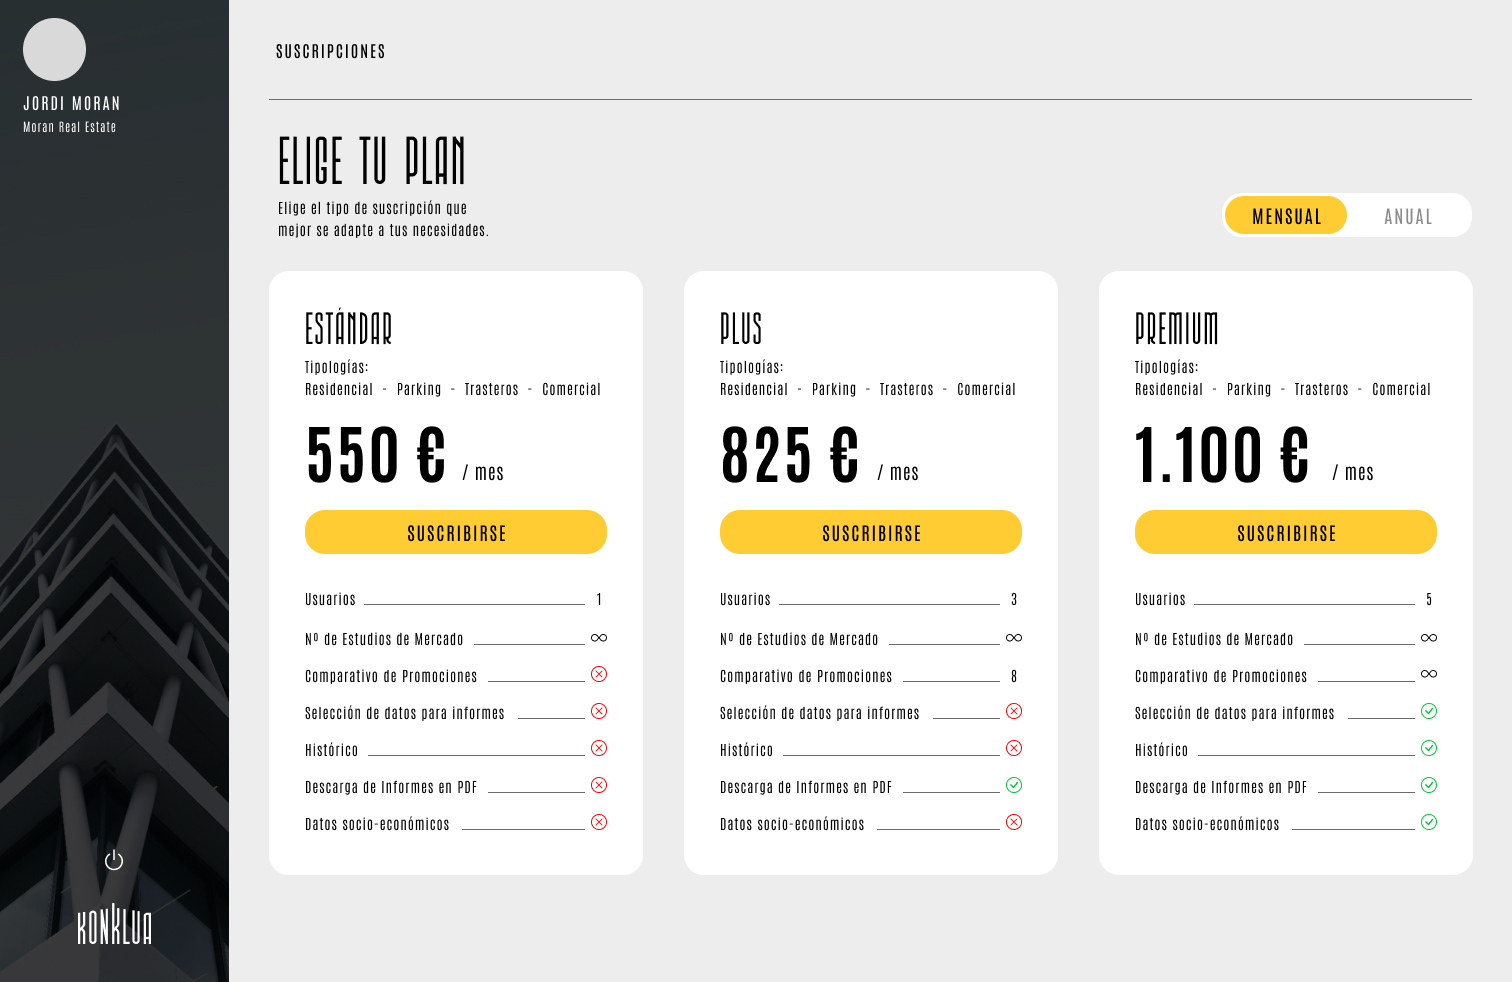 JORDI MORAN
Moran Real Estate
SUSCRIPCIONES
ELIGE TU PLAN
Elige el tipo de suscripción que
mejor se adapte a tus necesidades.
MENSUAL
ANUAL
ESTÁNDAR
Tipologías:
Residencial - Parking - Trasteros - Comercial
550 € / mes
SUSCRIBIRSE
Usuarios 1
Nº de Estudios de Mercado ∞
Comparativo de Promociones
Selección de datos para informes
Histórico
Descarga de Informes en PDF
Datos socio-económicos
PLUS
Tipologías:
Residencial - Parking - Trasteros - Comercial
825 € / mes
SUSCRIBIRSE
Usuarios 3
Nº de Estudios de Mercado ∞
Comparativo de Promociones 8
Selección de datos para informes
Histórico
Descarga de Informes en PDF
Datos socio-económicos
PREMIUM
Tipologías:
Residencial - Parking - Trasteros - Comercial
1.100 € / mes
SUSCRIBIRSE
Usuarios 5
Nº de Estudios de Mercado ∞
Comparativo de Promociones ∞
Selección de datos para informes
Histórico
Descarga de Informes en PDF
Datos socio-económicos
KONKLUA